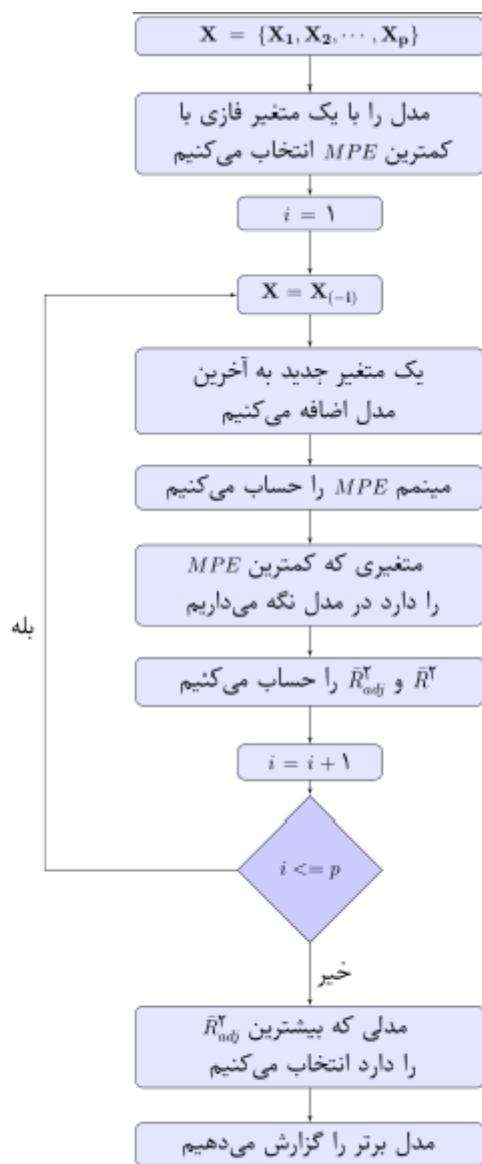 X = {X₁, X₂, ⋯ , Xₚ}
مدل را با یک متغیر فازی با
کمترین MPE انتخاب می‌کنیم
i = ۱
X = X₍₋ᵢ₎
یک متغیر جدید به آخرین
مدل اضافه می‌کنیم
مینمم MPE را حساب می‌کنیم
متغیری که کمترین MPE
را دارد در مدل نگه می‌داریم
بله
R̄^۲ و R̄^۲_adj را حساب می‌کنیم
i = i + ۱
i <= p
خیر
مدلی که بیشترین R̄^۲_adj
را دارد انتخاب می‌کنیم
مدل برتر را گزارش می‌دهیم